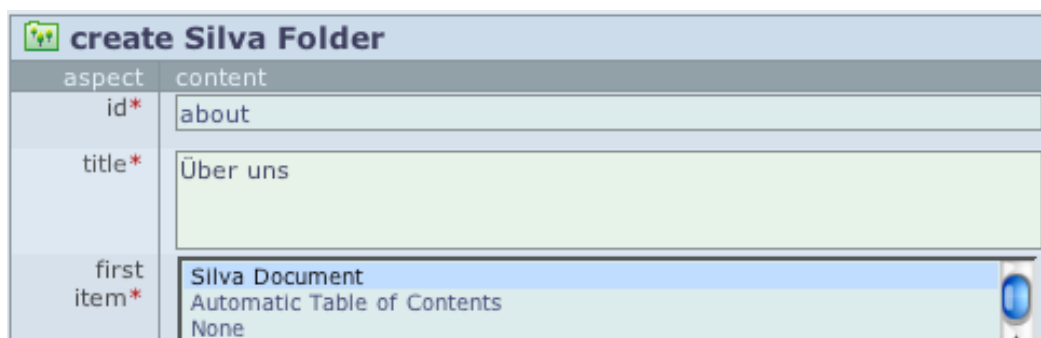 create Silva Folder
aspect content
id* about
title* Über uns
first
item*
Silva Document
Automatic Table of Contents
None